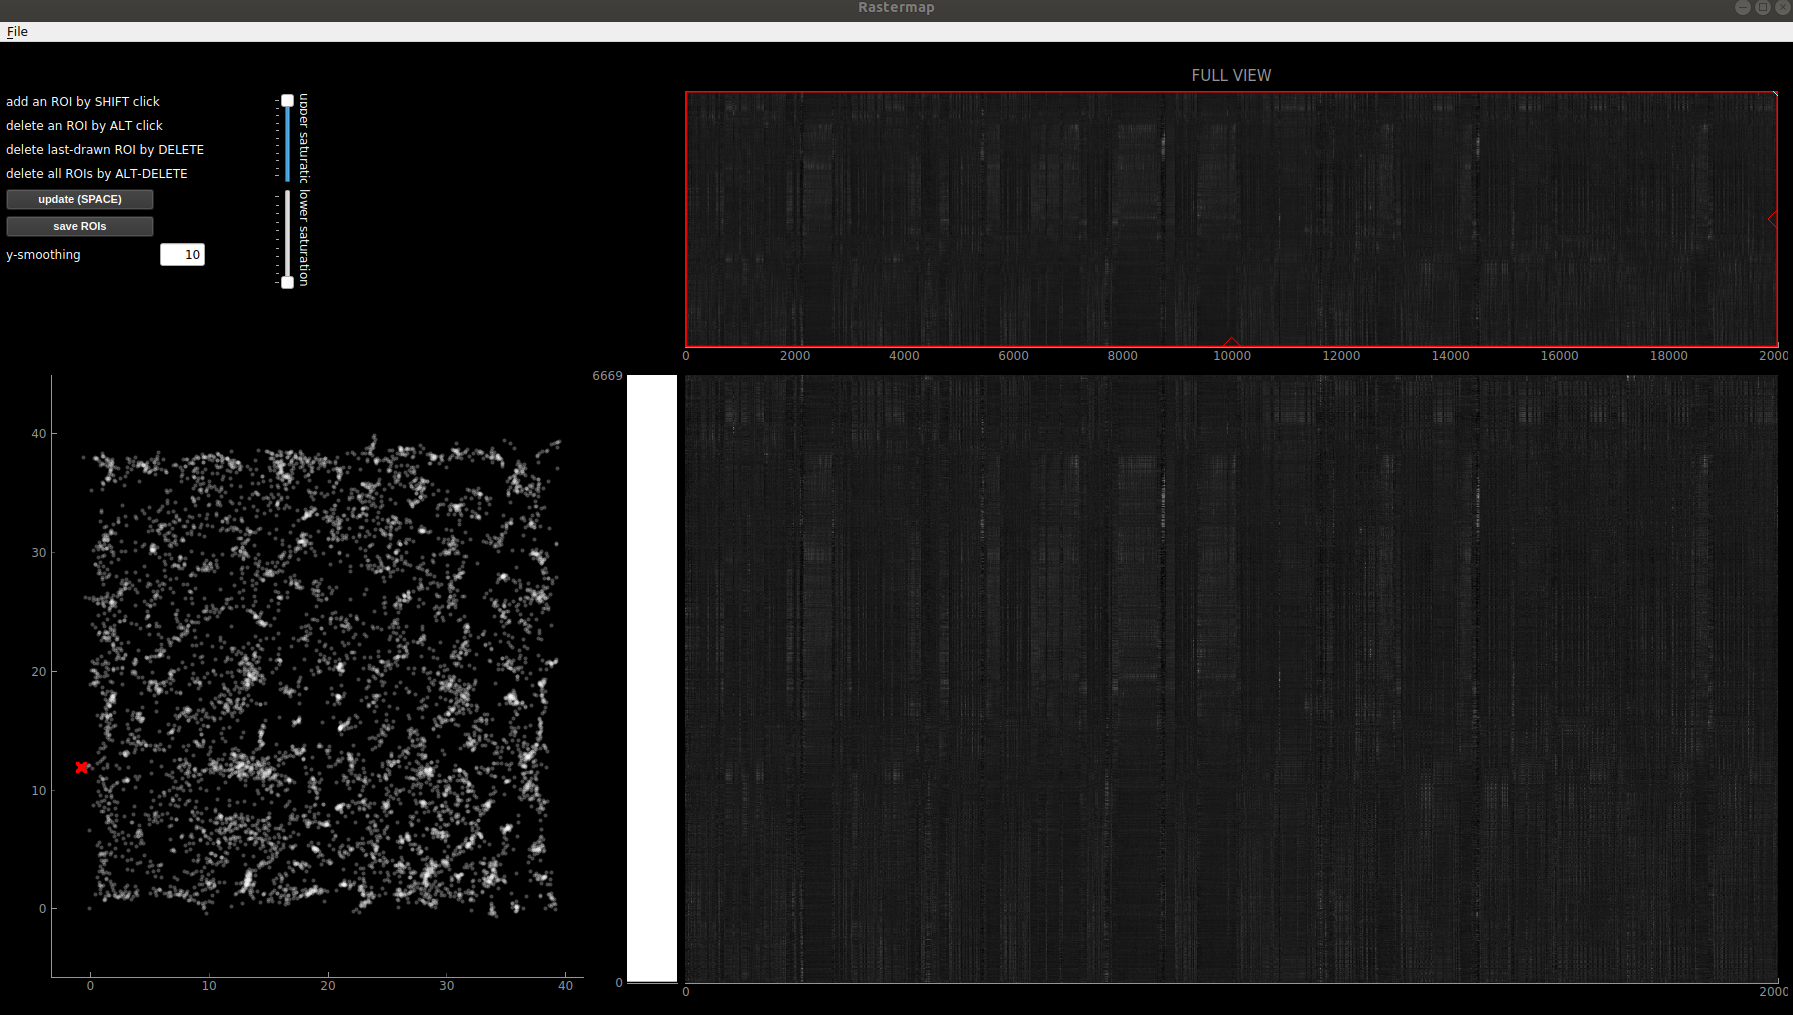 Rastermap
File
add an ROI by SHIFT click
delete an ROI by ALT click
delete last-drawn ROI by DELETE
delete all ROIs by ALT-DELETE
update (SPACE)
save ROIs
y-smoothing 10
upper saturatic
lower saturation
FULL VIEW
0 2000 4000 6000 8000 10000 12000 14000 16000 18000 2000
40
30
20
10
0
0 10 20 30 40
6669
0
0 2000